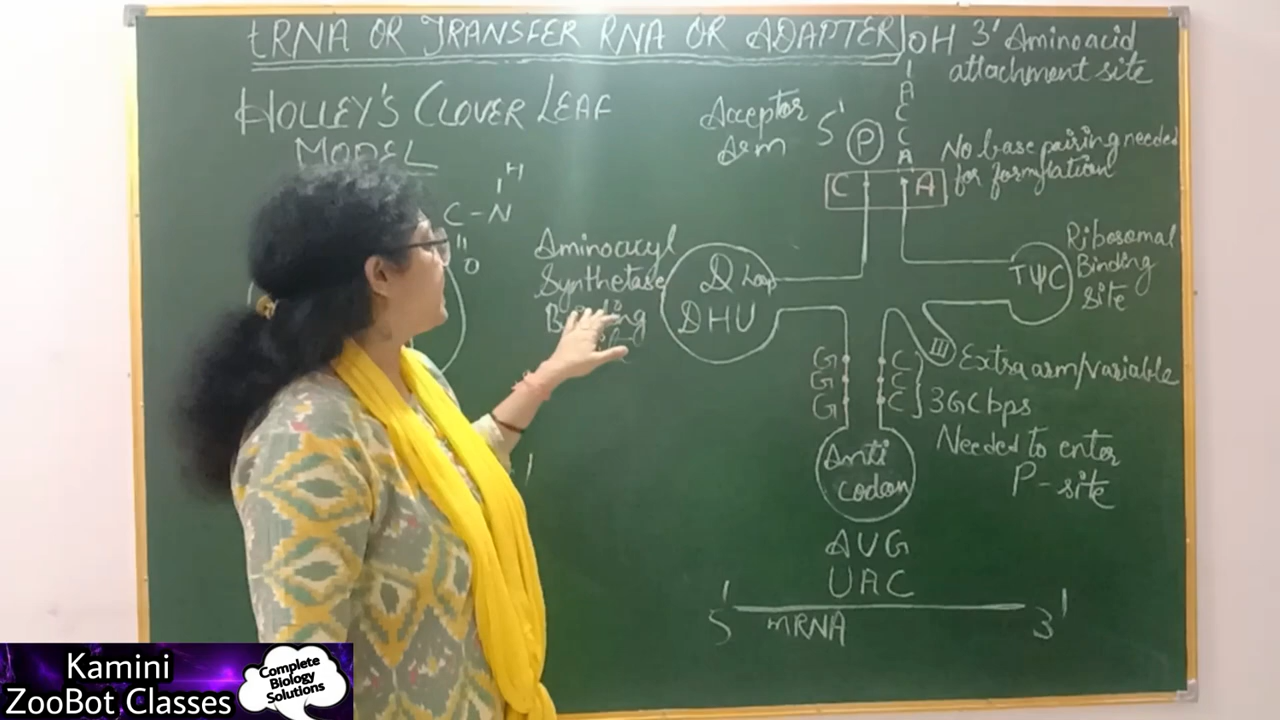 tRNA OR TRANSFER RNA OR ADAPTER
HOLLEY'S CLOVER LEAF
MODEL
H
C - N
O
OH 3' Aminoacid
attachment site
A
C
C
A
Acceptor
Arm
5'
P
C A
No base pairing needed
for formylation
Aminoacyl
Synthetase
Binding
D Loop
DHU
TΨC
Ribosomal
Binding
site
III Extra arm/variable
G C
G C
G C
3GC bps
Needed to enter
P-site
Anti
codon
AUG
UAC
5' mRNA 3'
Kamini
ZooBot Classes
Complete
Biology
Solutions